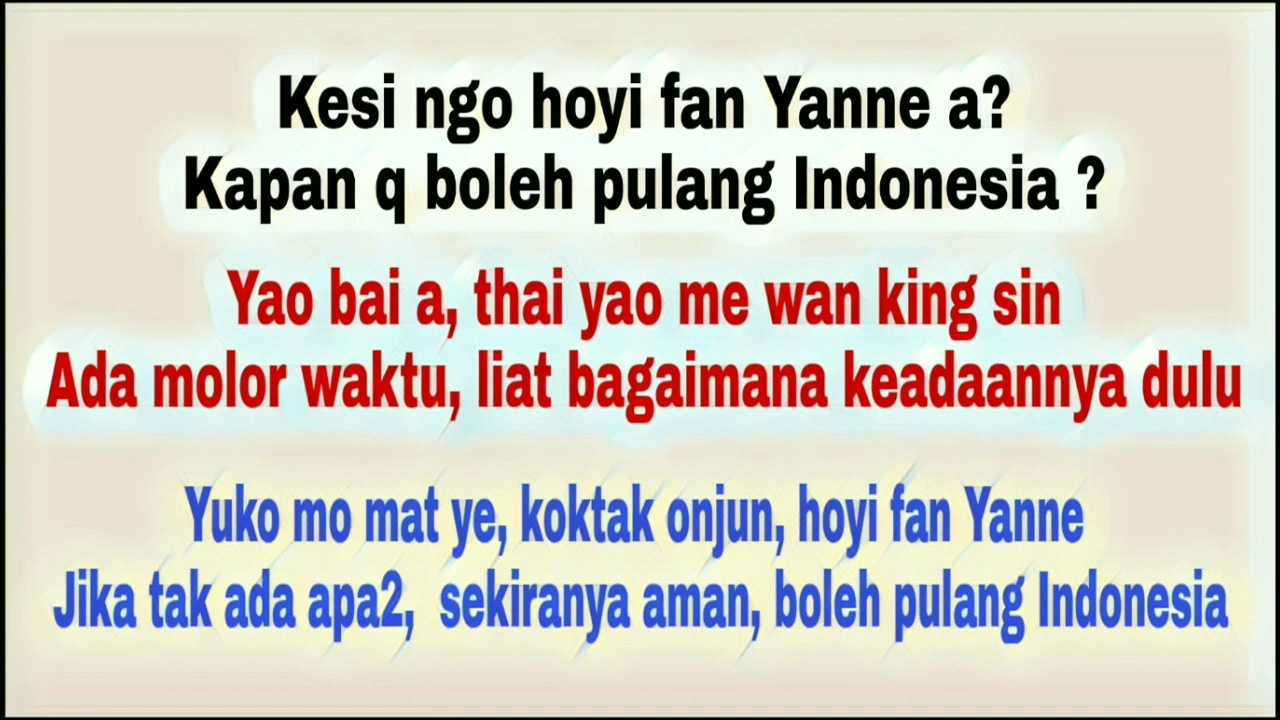 Kesi ngo hoyi fan Yanne a?
Kapan q boleh pulang Indonesia ?
Yao bai a, thai yao me wan king sin
Ada molor waktu, liat bagaimana keadaannya dulu
Yuko mo mat ye, koktak onjun, hoyi fan Yanne
Jika tak ada apa2, sekiranya aman, boleh pulang Indonesia